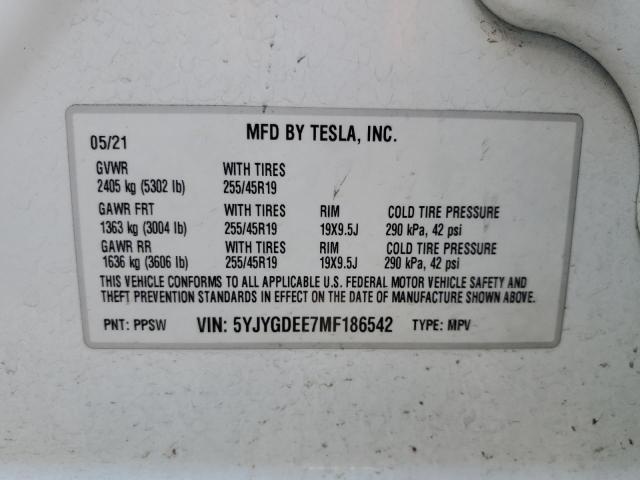 MFD BY TESLA, INC.
05/21
GVWR WITH TIRES
2405 kg (5302 lb) 255/45R19
GAWR FRT WITH TIRES RIM COLD TIRE PRESSURE
1363 kg (3004 lb) 255/45R19 19X9.5J 290 kPa, 42 psi
GAWR RR WITH TIRES RIM COLD TIRE PRESSURE
1636 kg (3606 lb) 255/45R19 19X9.5J 290 kPa, 42 psi
THIS VEHICLE CONFORMS TO ALL APPLICABLE U.S. FEDERAL MOTOR VEHICLE SAFETY AND
THEFT PREVENTION STANDARDS IN EFFECT ON THE DATE OF MANUFACTURE SHOWN ABOVE.
PNT: PPSW VIN: 5YJYGDEE7MF186542 TYPE: MPV